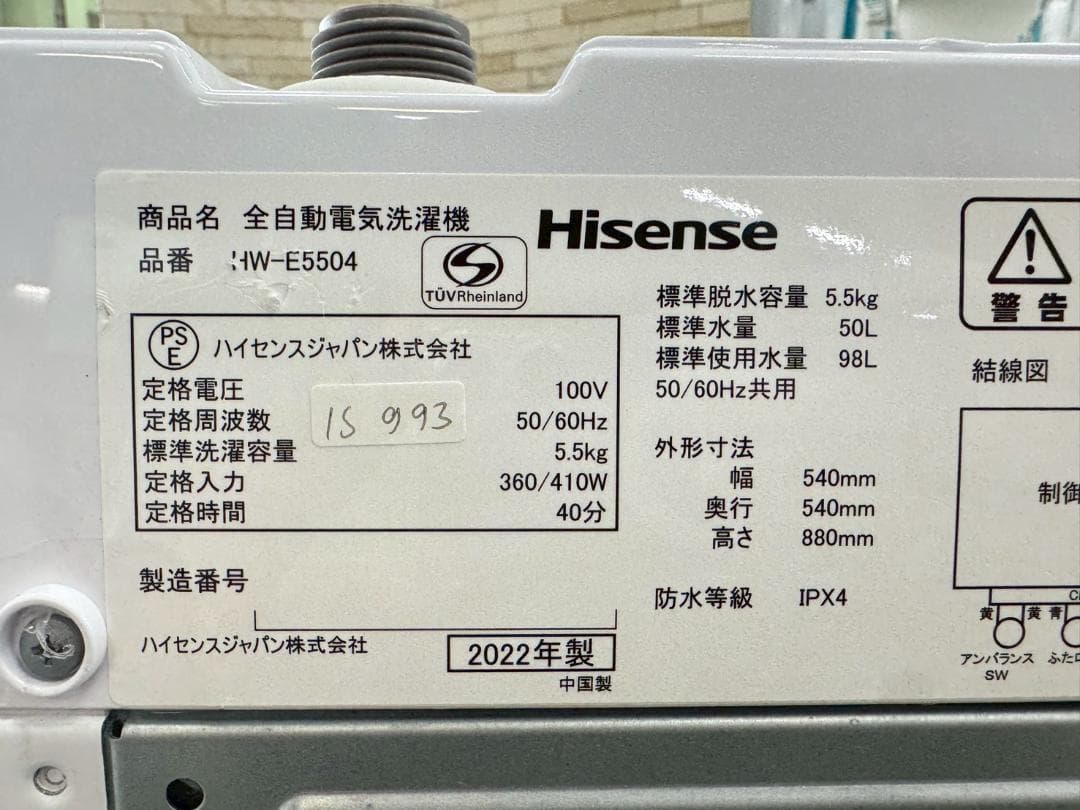 商品名 全自動電気洗濯機
品番 HW-E5504
TÜVRheinland
Hisense
PS
E
ハイセンスジャパン株式会社
定格電圧 100V
定格周波数 50/60Hz
標準洗濯容量 5.5kg
定格入力 360/410W
定格時間 40分
IS 993
製造番号
ハイセンスジャパン株式会社
2022年製
中国製
標準脱水容量 5.5kg
標準水量 50L
標準使用水量 98L
50/60Hz共用
外形寸法
幅 540mm
奥行 540mm
高さ 880mm
防水等級 IPX4
警告
結線図
制御
黄 黄 青
アンバランス
SW